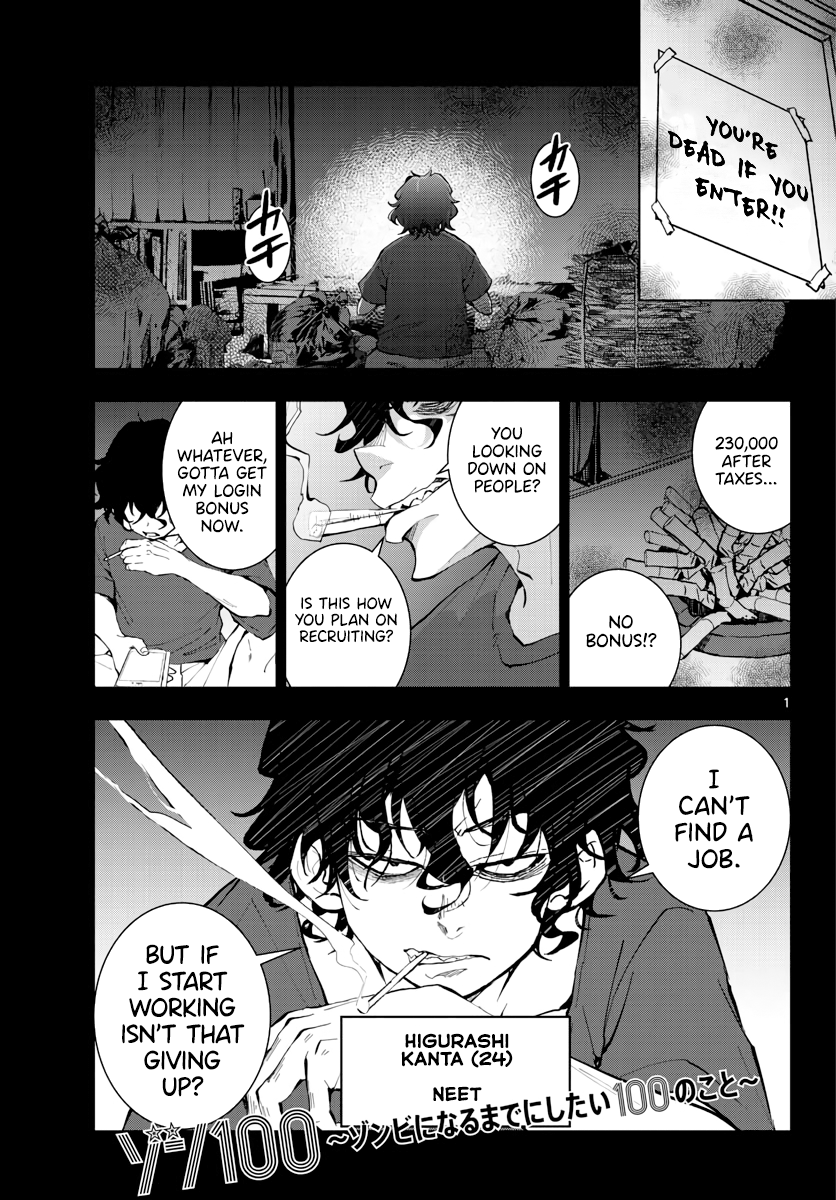 YOU'RE
DEAD IF YOU
ENTER!!
カチ
カチ
230,000
AFTER
TAXES...
NO
BONUS!?
YOU
LOOKING
DOWN ON
PEOPLE?
IS THIS HOW
YOU PLAN ON
RECRUITING?
AH
WHATEVER,
GOTTA GET
MY LOGIN
BONUS
NOW.
1
I
CAN'T
FIND A
JOB.
BUT IF
I START
WORKING
ISN'T THAT
GIVING
UP?
HIGURASHI
KANTA (24)
NEET
ゾン100 ～ゾンビになるまでにしたい100のこと～